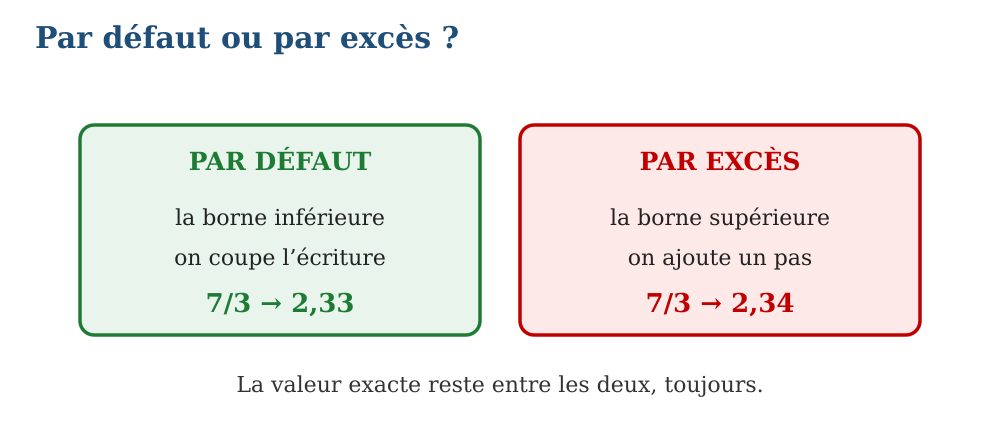 Par défaut ou par excès ?
PAR DÉFAUT
la borne inférieure
on coupe l’écriture
7/3 → 2,33
PAR EXCÈS
la borne supérieure
on ajoute un pas
7/3 → 2,34
La valeur exacte reste entre les deux, toujours.